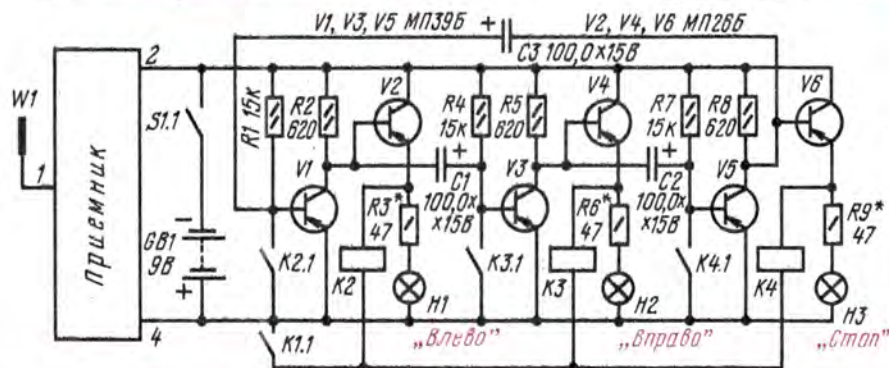 V1, V3, V5 МП39Б
V2, V4, V6 МП26Б
+
C3 100,0×15В
2
W1
1
Приемник
4
S1.1
−
GB1
9В
+
R1 15к
R2
620
V2
V1
K2.1
K1.1
K2
R3*
47
H1
„Влево”
+
C1
100,0×
×15В
R4
15к
R5
620
V4
V3
K3.1
K3
R6*
47
H2
„Вправо”
+
C2
100,0×
×15В
R7
15к
R8
620
V6
V5
K4.1
K4
R9*
47
H3
„Стоп”